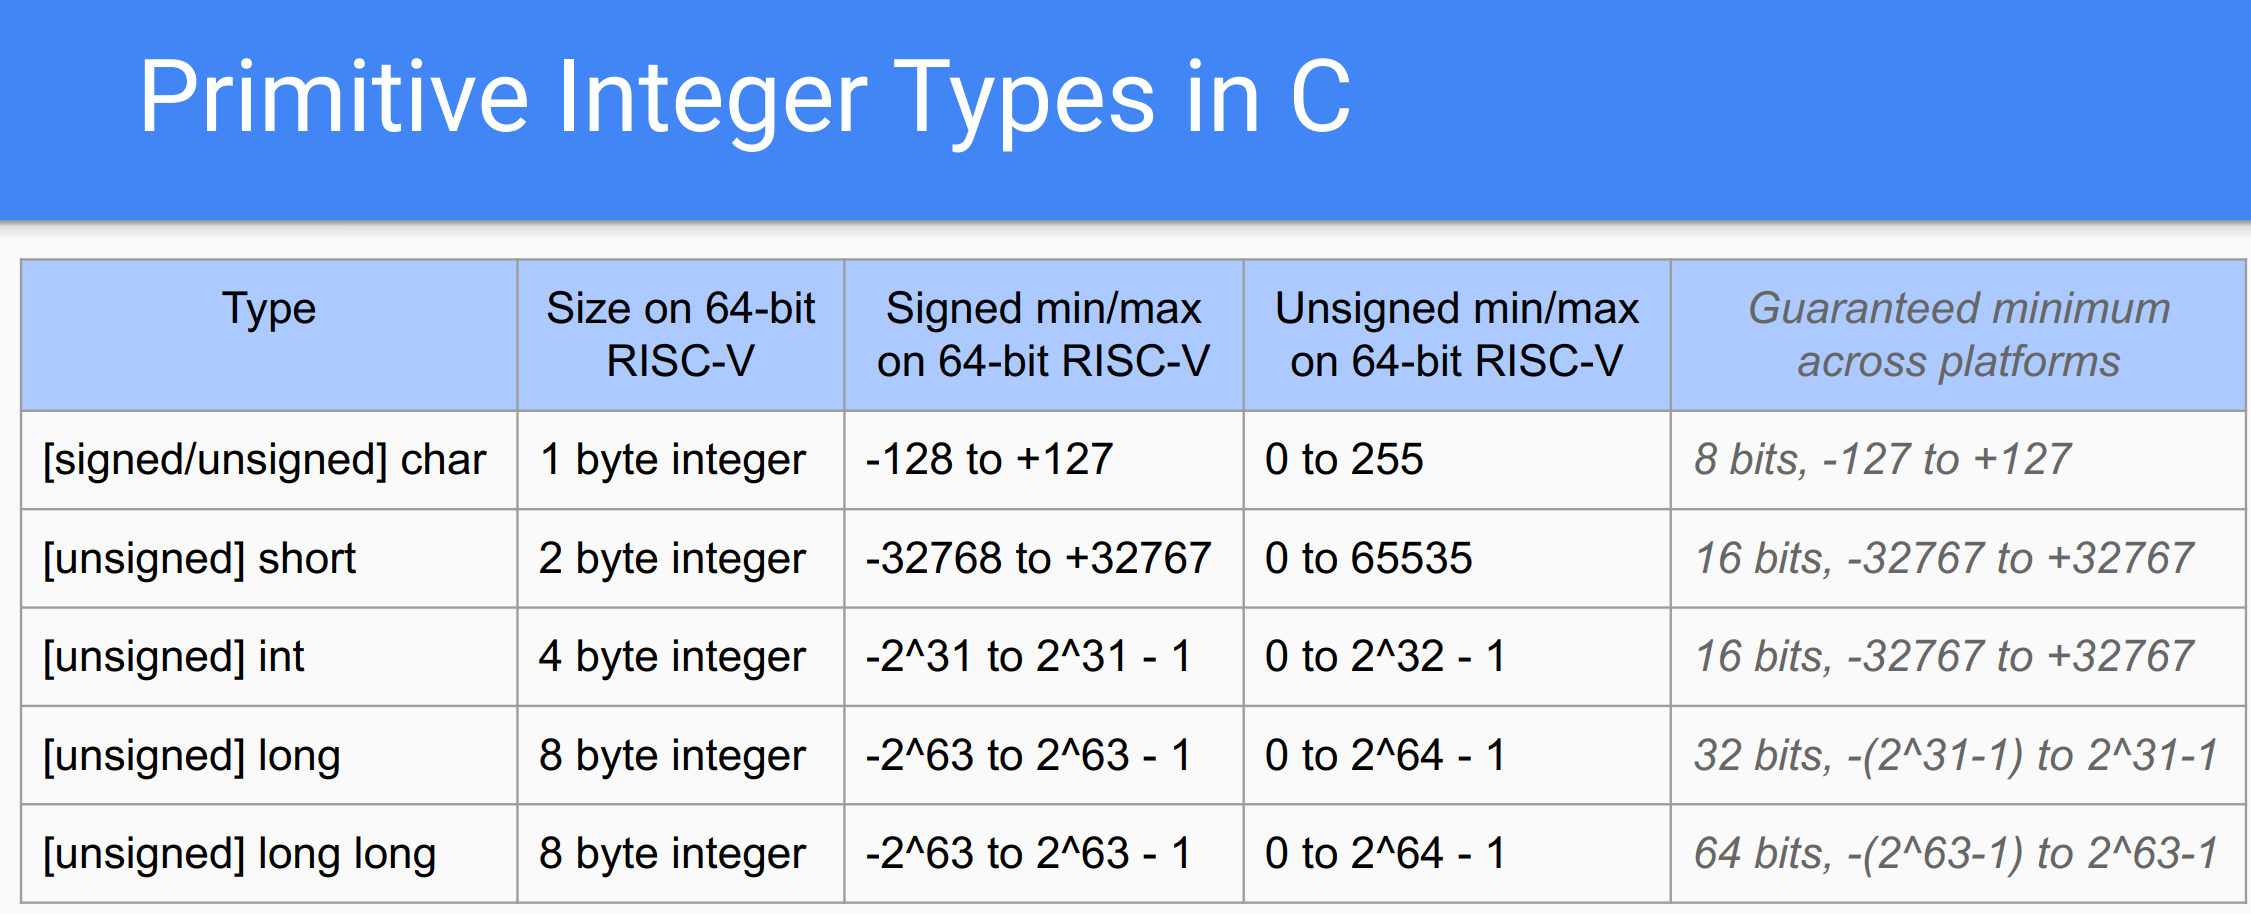 Primitive Integer Types in C
Type
Size on 64-bit
RISC-V
Signed min/max
on 64-bit RISC-V
Unsigned min/max
on 64-bit RISC-V
Guaranteed minimum
across platforms
[signed/unsigned] char
1 byte integer
-128 to +127
0 to 255
8 bits, -127 to +127
[unsigned] short
2 byte integer
-32768 to +32767
0 to 65535
16 bits, -32767 to +32767
[unsigned] int
4 byte integer
-2^31 to 2^31 - 1
0 to 2^32 - 1
16 bits, -32767 to +32767
[unsigned] long
8 byte integer
-2^63 to 2^63 - 1
0 to 2^64 - 1
32 bits, -(2^31-1) to 2^31-1
[unsigned] long long
8 byte integer
-2^63 to 2^63 - 1
0 to 2^64 - 1
64 bits, -(2^63-1) to 2^63-1